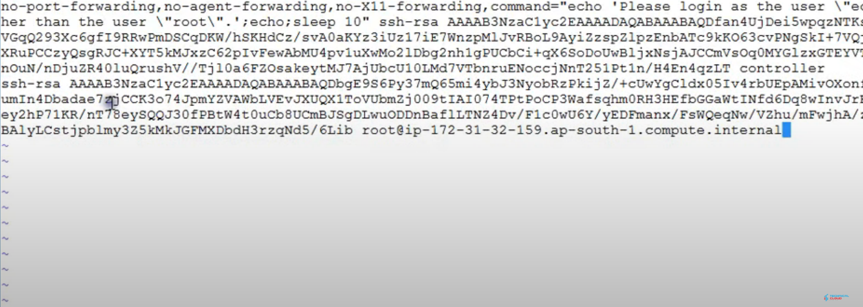 no-port-forwarding,no-agent-forwarding,no-X11-forwarding,command="echo 'Please login as the user \"ec
her than the user \"root\".';echo;sleep 10" ssh-rsa AAAAB3NzaC1yc2EAAAADAQABAAABAQDfan4UjDei5wpqzNTK
VGqQ293Xc6gfI9RRwPmDSCqDKW/hSKHdCz/svA0aKYz3iUz17iE7WnzpMlJvRBoL9AyiZzspZlpzEnbATc9kKO63cvPNgSkI+7VQ
XRuPCCzyQsgRJC+XYT5kMJxzC62pIvFewAbMU4pv1uXwMo2lDbg2nh1gPUCbCi+qX6SoDoUwBljxNsjAJCCmVsOq0MYGlzxGTEYV
nOuN/nDjuZR40luQrushV//Tjl0a6FZOsakeytMJ7AjUbcU10LMd7VTbnruENoccjNnT251Pt1n/H4En4qzLT controller
ssh-rsa AAAAB3NzaC1yc2EAAAADAQABAAABAQDbgE9S6Py37mQ65mi4ybJ3NyobRzPkijZ/+cUwYgCldx05Iv4rbUEpAMivOXonf
ey2hP71KR/nT78eySQQJ30fPBtW4t0uCb8UCmBJSgDLwuODDnBaflLTNZ4Dv/F1c0wU6Y/yEDFmanx/FsWQeqNw/VZhu/mFwjhA/
BAlyLCstjpblmy3Z5kMkJGFMXDbdH3rzqNd5/6Lib root@ip-172-31-32-159.ap-south-1.compute.internal